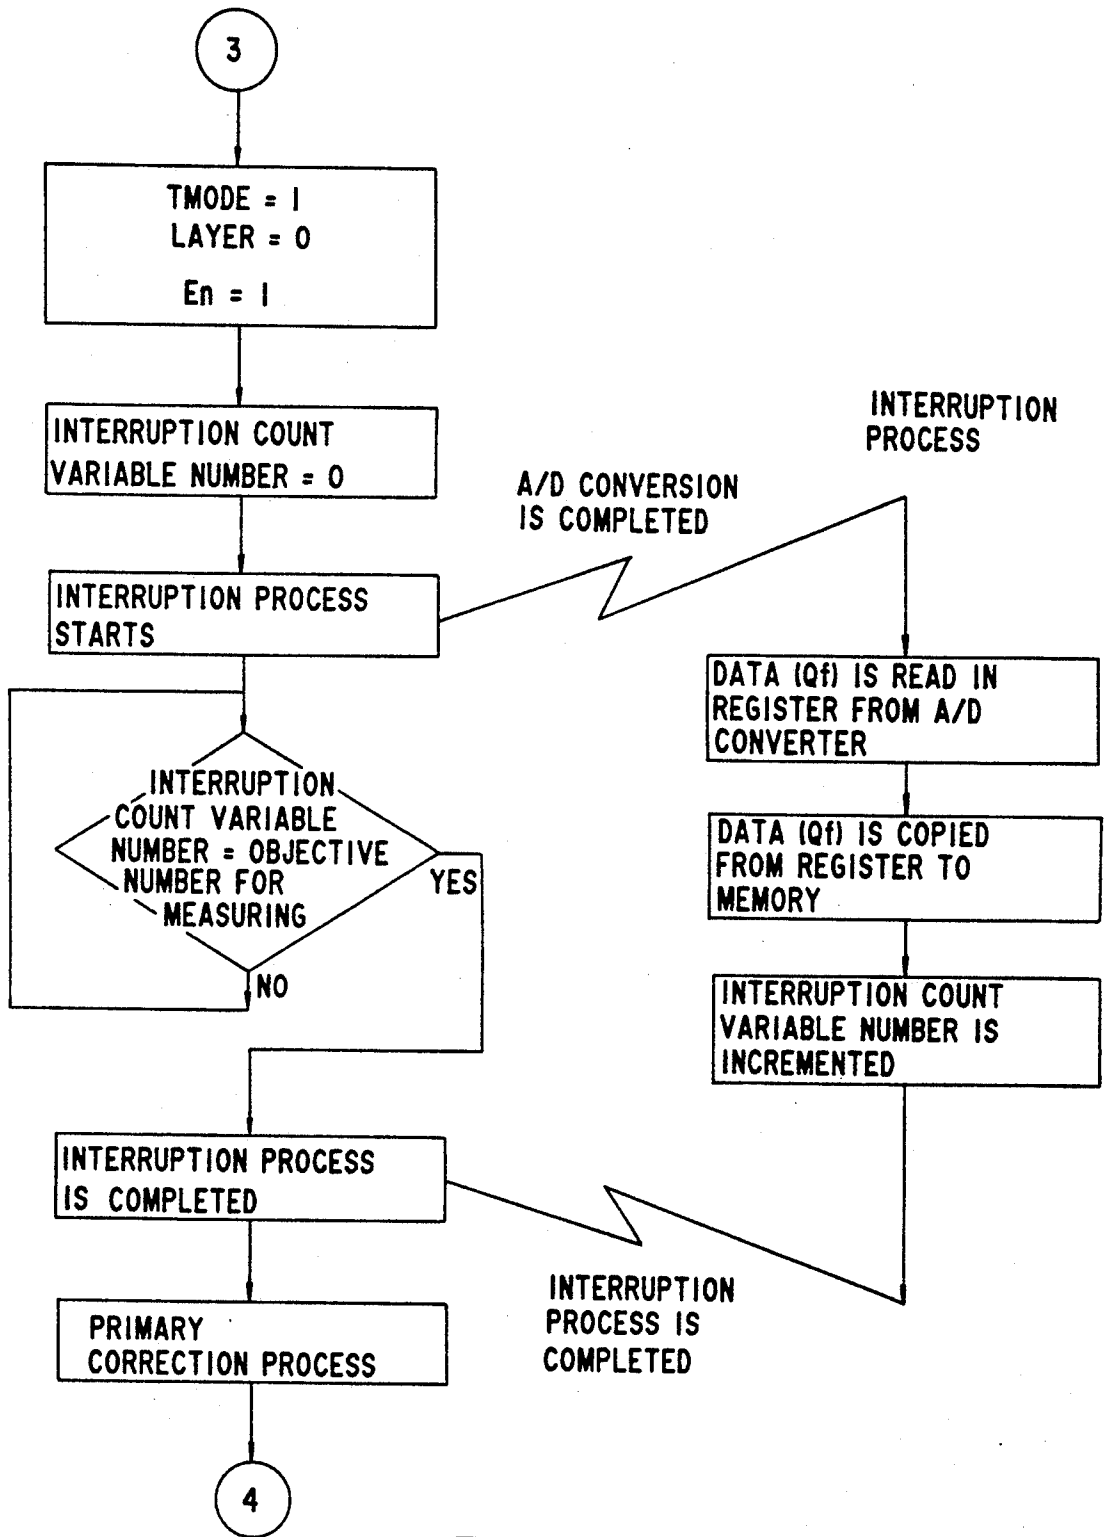 3
TMODE = 1
LAYER = 0
En = 1
INTERRUPTION COUNT
VARIABLE NUMBER = 0
INTERRUPTION
PROCESS
A/D CONVERSION
IS COMPLETED
INTERRUPTION PROCESS
STARTS
DATA (Qf) IS READ IN
REGISTER FROM A/D
CONVERTER
INTERRUPTION
COUNT VARIABLE
NUMBER = OBJECTIVE
NUMBER FOR
MEASURING
YES
NO
DATA (Qf) IS COPIED
FROM REGISTER TO
MEMORY
INTERRUPTION COUNT
VARIABLE NUMBER IS
INCREMENTED
INTERRUPTION PROCESS
IS COMPLETED
INTERRUPTION
PROCESS IS
COMPLETED
PRIMARY
CORRECTION PROCESS
4